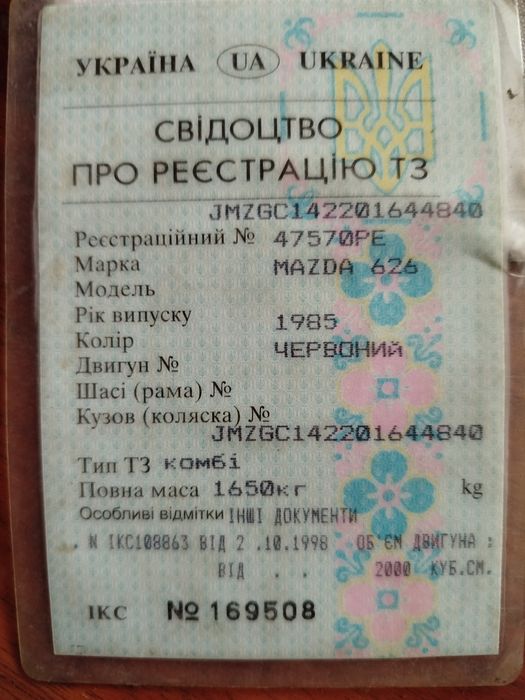 УКРАЇНА UA UKRAINE
СВІДОЦТВО
ПРО РЕЄСТРАЦІЮ ТЗ
JMZGC142201644840
Реєстраційний № 47570РЕ
Марка MAZDA 626
Модель
Рік випуску 1985
Колір ЧЕРВОНИЙ
Двигун №
Шасі (рама) №
Кузов (коляска) №
JMZGC142201644840
Тип ТЗ комбі
Повна маса 1650кг kg
Особливі відмітки ІНШІ ДОКУМЕНТИ
. N ІКС108863 ВІД 2 .10.1998 ОБ'ЄМ ДВИГУНА :
ВІД . . 2000 КУБ.СМ.
ІКС № 169508